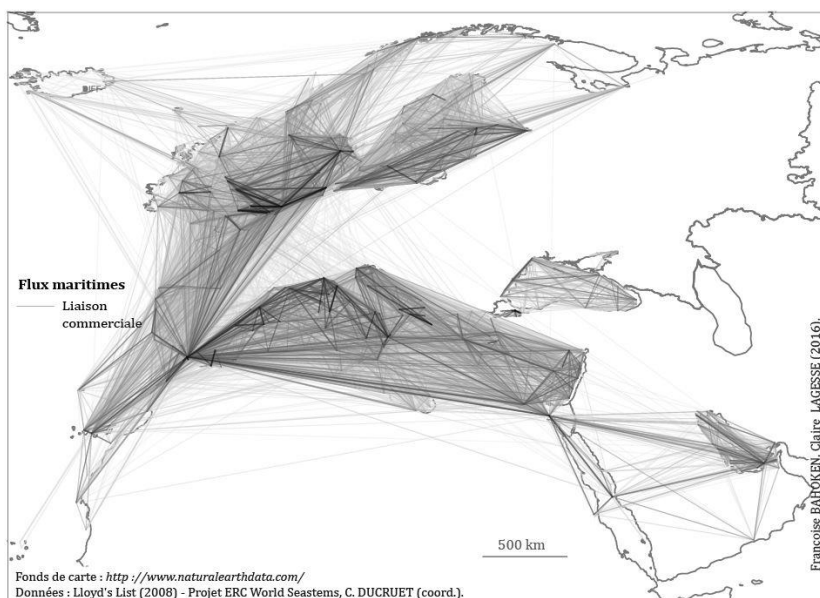 Flux maritimes
Liaison
commerciale
500 km
Fonds de carte : http ://www.naturalearthdata.com/
Données : Lloyd's List (2008) - Projet ERC World Seastems, C. DUCRUET (coord.).
Françoise BAHOKEN, Claire LAGESSE (2016).